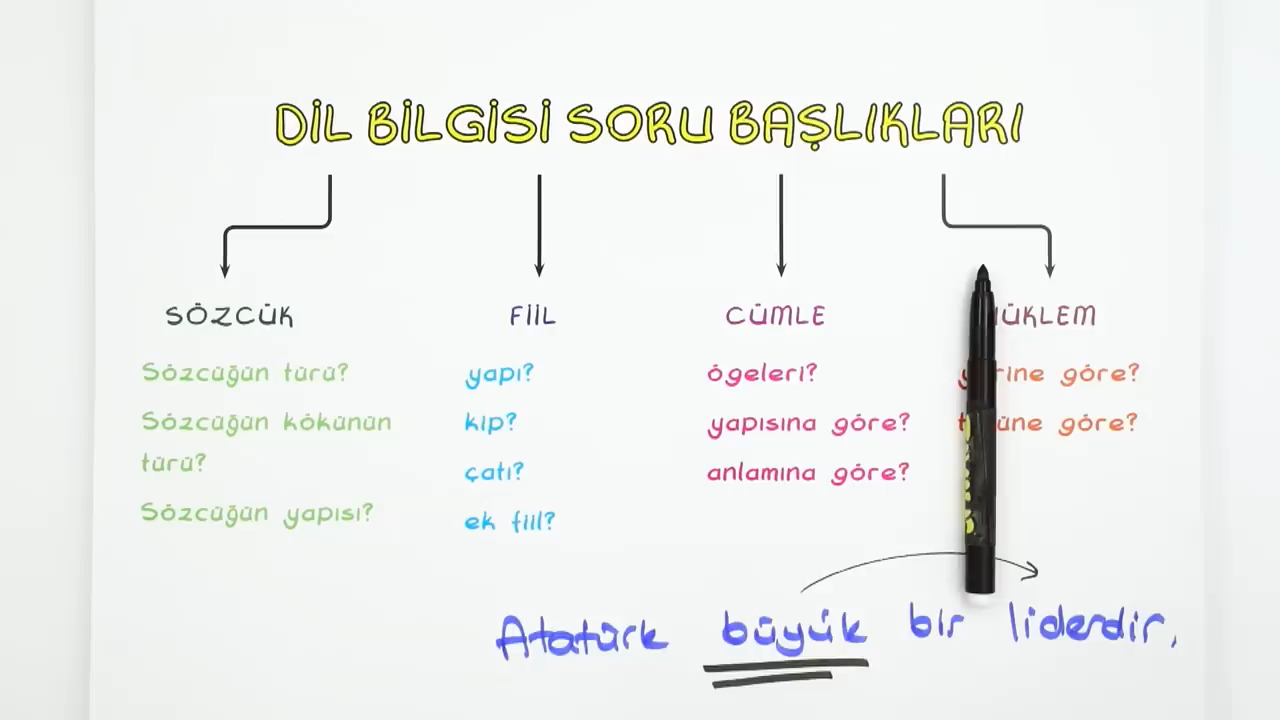 DİL BİLGİSİ SORU BAŞLIKLARI
SÖZCÜK
Sözcüğün türü?
Sözcüğün kökünün
türü?
Sözcüğün yapısı?
FİİL
yapı?
kip?
çatı?
ek fiil?
CÜMLE
ögeleri?
yapısına göre?
anlamına göre?
göre?
göre?
Atatürk büyük bir liderdir.